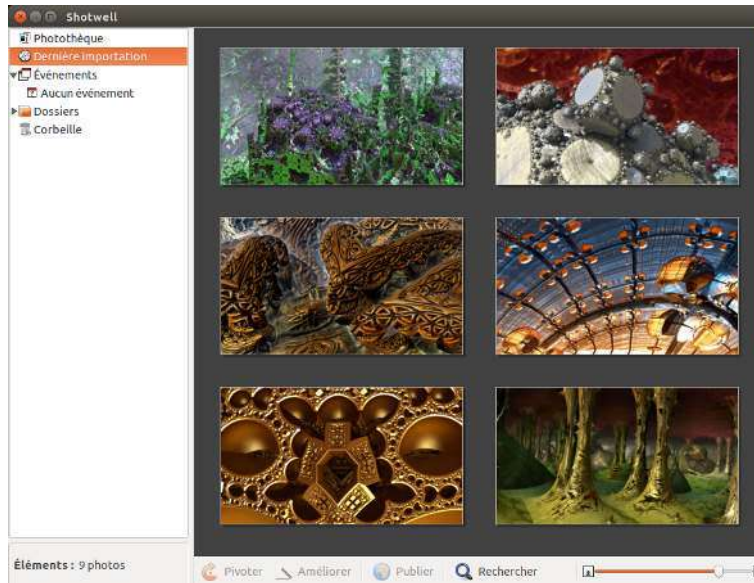 Shotwell
Photothèque
Dernière importation
Événements
Aucun événement
Dossiers
Corbeille
Éléments : 9 photos
Pivoter
Améliorer
Publier
Rechercher